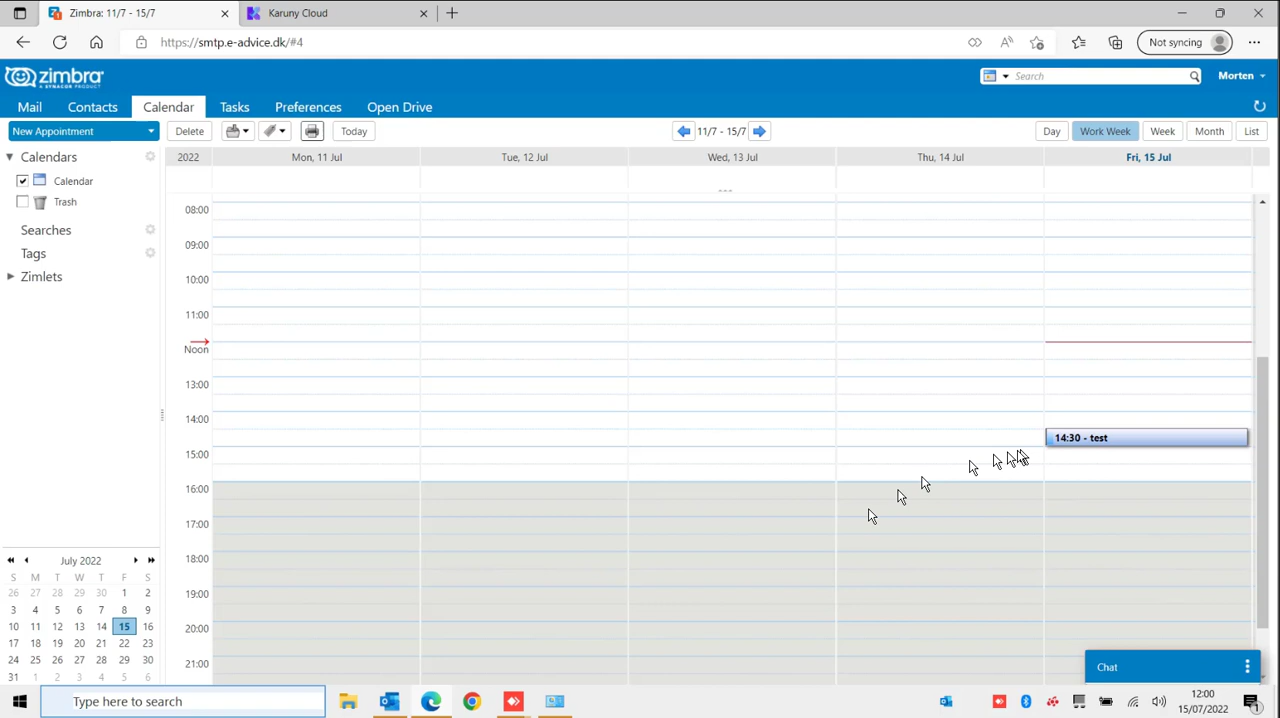 Zimbra: 11/7 - 15/7
Karuny Cloud
https://smtp.e-advice.dk/#4
Not syncing
zimbra
A SYNACOR PRODUCT
Search
Morten
Mail
Contacts
Calendar
Tasks
Preferences
Open Drive
New Appointment
Delete
Today
11/7 - 15/7
Day
Work Week
Week
Month
List
Calendars
Calendar
Trash
Searches
Tags
Zimlets
2022
Mon, 11 Jul
Tue, 12 Jul
Wed, 13 Jul
Thu, 14 Jul
Fri, 15 Jul
08:00
09:00
10:00
11:00
Noon
13:00
14:00
14:30 - test
15:00
16:00
17:00
18:00
19:00
20:00
21:00
July 2022
S M T W T F S
26 27 28 29 30 1 2
3 4 5 6 7 8 9
10 11 12 13 14 15 16
17 18 19 20 21 22 23
24 25 26 27 28 29 30
31 1 2 3 4 5 6
Chat
Type here to search
12:00
15/07/2022
1